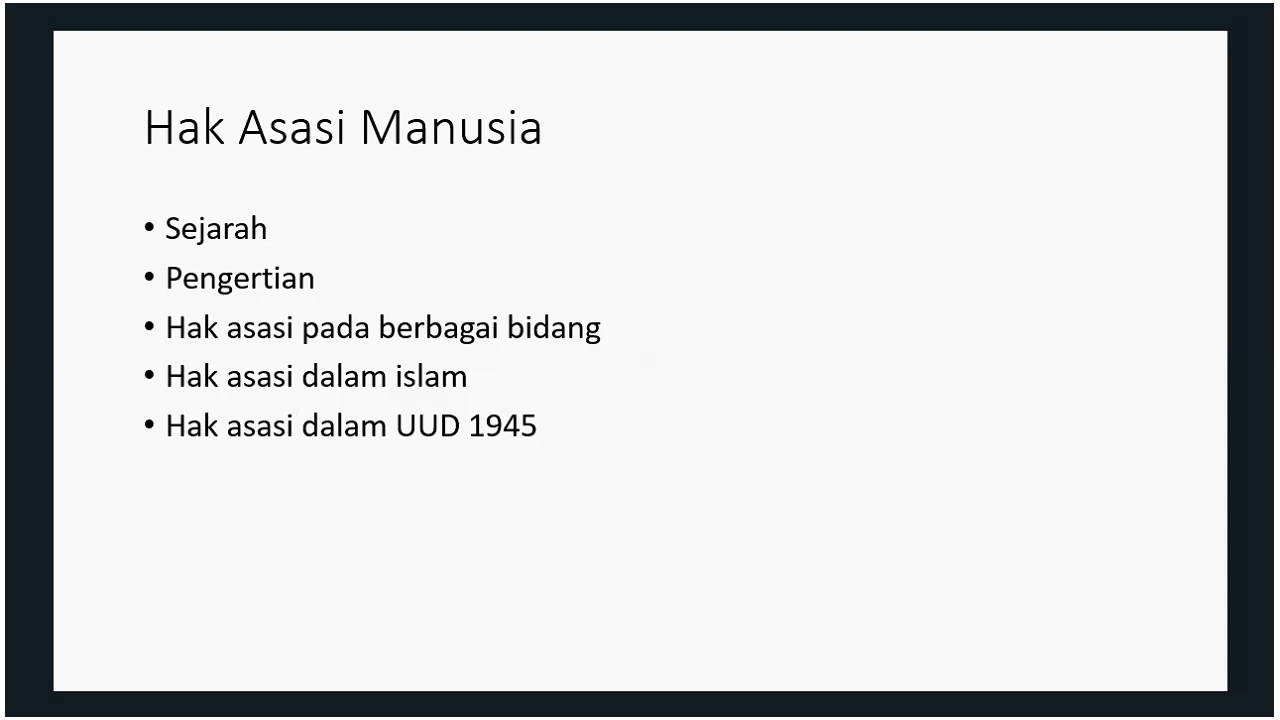 Hak Asasi Manusia
• Sejarah
• Pengertian
• Hak asasi pada berbagai bidang
• Hak asasi dalam islam
• Hak asasi dalam UUD 1945